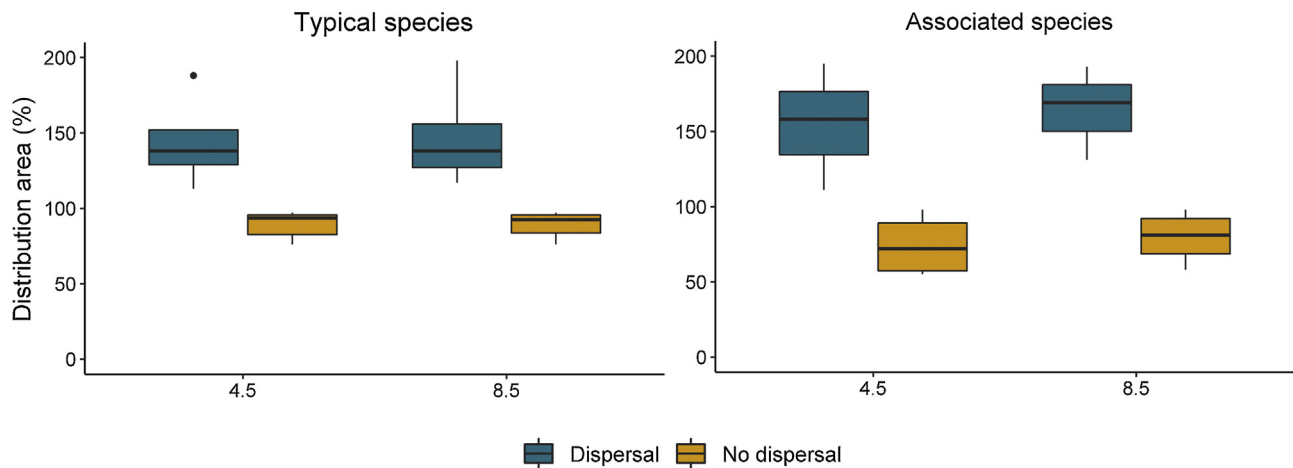 Typical species
Associated species
Distribution area (%)
200
150
100
50
0
4.5
8.5
200
150
100
50
0
4.5
8.5
Dispersal
No dispersal